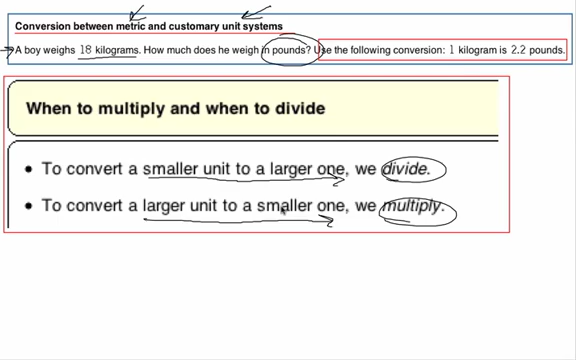 Conversion between metric and customary unit systems
A boy weighs 18 kilograms. How much does he weigh in pounds? Use the following conversion: 1 kilogram is 2.2 pounds.
When to multiply and when to divide
• To convert a smaller unit to a larger one, we divide.
• To convert a larger unit to a smaller one, we multiply.